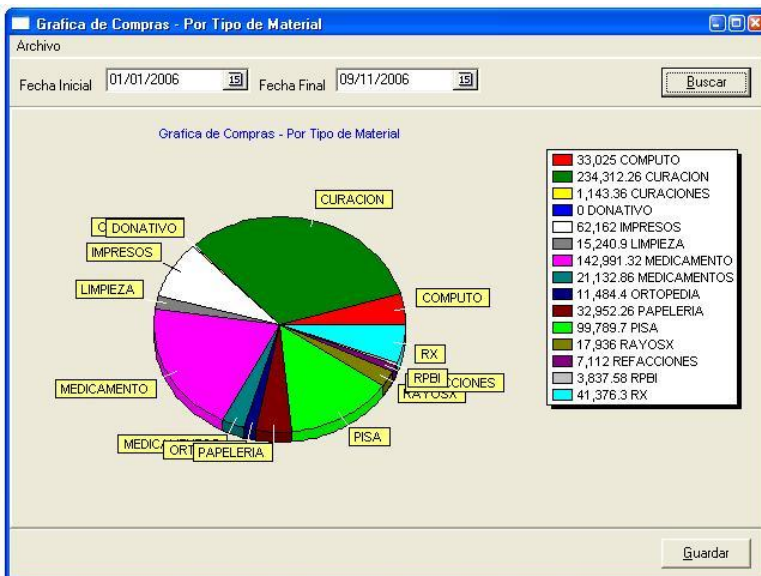 Grafica de Compras - Por Tipo de Material
Archivo
Fecha Inicial 01/01/2006 15 Fecha Final 09/11/2006 15 Buscar
Grafica de Compras - Por Tipo de Material
33,025 COMPUTO
234,312.26 CURACION
1,143.36 CURACIONES
0 DONATIVO
62,162 IMPRESOS
15,240.9 LIMPIEZA
142,991.32 MEDICAMENTO
21,132.86 MEDICAMENTOS
11,484.4 ORTOPEDIA
32,952.26 PAPELERIA
99,789.7 PISA
17,936 RAYOSX
7,112 REFACCIONES
3,837.58 RPBI
41,376.3 RX
CURACION
DONATIVO
IMPRESOS
LIMPIEZA
COMPUTO
RX
RPBI
RAYOSX
MEDICAMENTO
PISA
PAPELERIA
Guardar